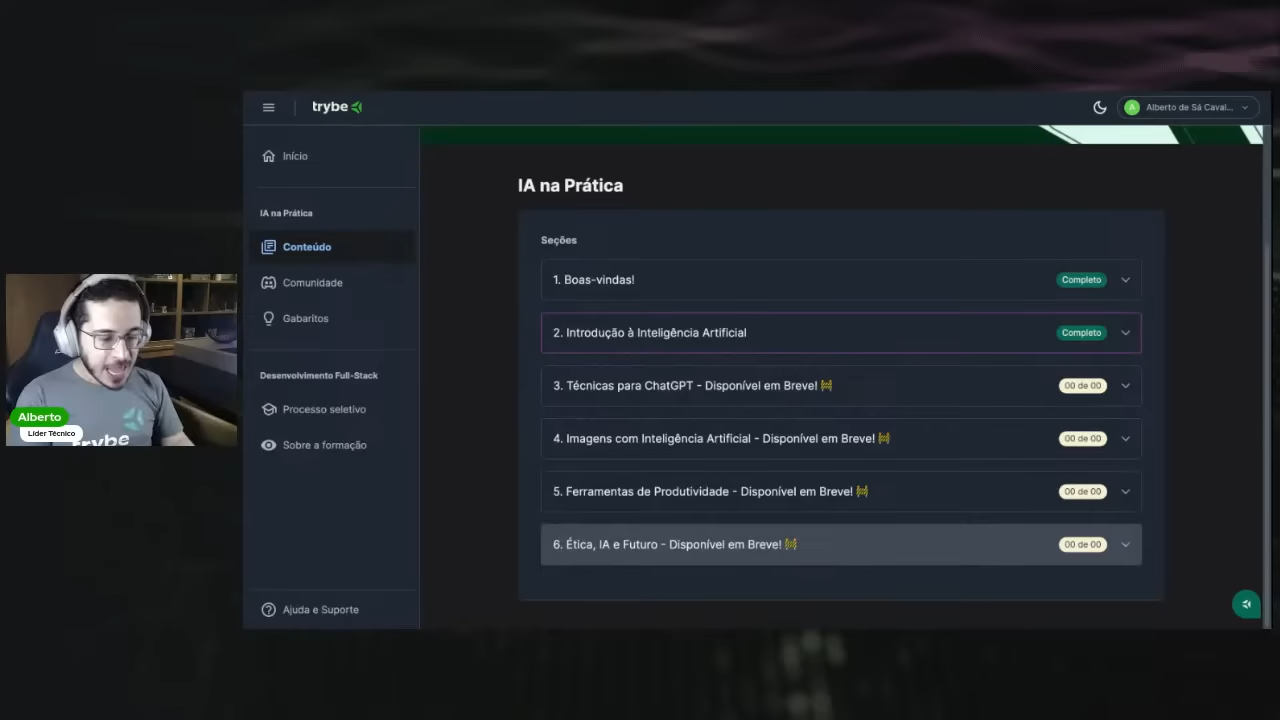 trybe
A
Alberto de Sá Caval...
Início
IA na Prática
Conteúdo
Comunidade
Gabaritos
Desenvolvimento Full-Stack
Processo seletivo
Sobre a formação
Ajuda e Suporte
IA na Prática
Seções
1. Boas-vindas!
Completo
2. Introdução à Inteligência Artificial
Completo
3. Técnicas para ChatGPT - Disponível em Breve! 🚧
00 de 00
4. Imagens com Inteligência Artificial - Disponível em Breve! 🚧
00 de 00
5. Ferramentas de Produtividade - Disponível em Breve! 🚧
00 de 00
6. Ética, IA e Futuro - Disponível em Breve! 🚧
00 de 00
Alberto
Líder Técnico
trybe